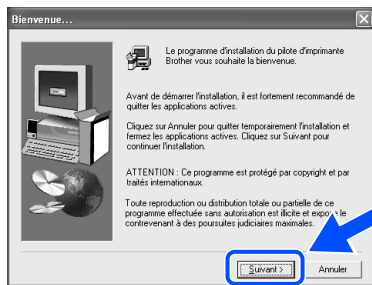 Bienvenue...
Le programme d'installation du pilote d'imprimante
Brother vous souhaite la bienvenue.
Avant de démarrer l'installation, il est fortement recommandé de
quitter les applications actives.
Cliquez sur Annuler pour quitter temporairement l'installation et
fermez les applications actives. Cliquez sur Suivant pour
continuer l'installation.
ATTENTION : Ce programme est protégé par copyright et par
traités internationaux.
Toute reproduction ou distribution totale ou partielle de ce
programme effectuée sans autorisation est illicite et expose le
contrevenant à des poursuites judiciaires maximales.
Suivant >
Annuler